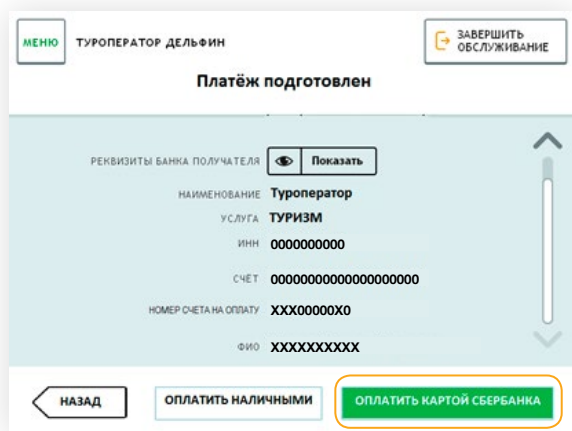 МЕНЮ
ТУРОПЕРАТОР ДЕЛЬФИН
ЗАВЕРШИТЬ
ОБСЛУЖИВАНИЕ
Платёж подготовлен
РЕКВИЗИТЫ БАНКА ПОЛУЧАТЕЛЯ Показать
НАИМЕНОВАНИЕ Туроператор
УСЛУГА ТУРИЗМ
ИНН 0000000000
СЧЁТ 00000000000000000000
НОМЕР СЧЕТА НА ОПЛАТУ XXX00000X0
ФИО XXXXXXXXXX
НАЗАД
ОПЛАТИТЬ НАЛИЧНЫМИ
ОПЛАТИТЬ КАРТОЙ СБЕРБАНКА